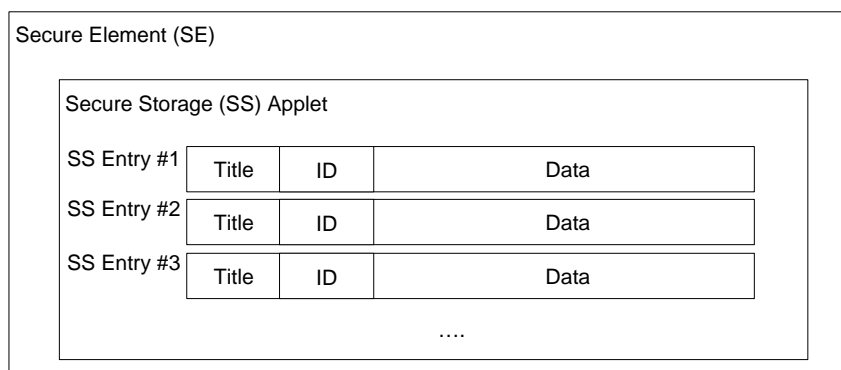 Secure Element (SE)
Secure Storage (SS) Applet
SS Entry #1 Title ID Data
SS Entry #2 Title ID Data
SS Entry #3 Title ID Data
....